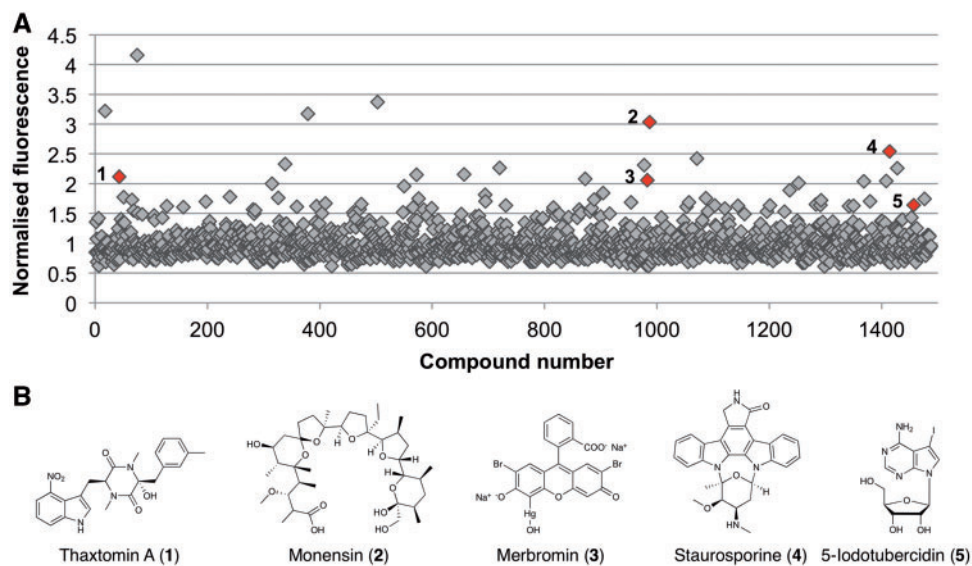 A
Normalised fluorescence
4.5
4
3.5
3
2.5
2
1.5
1
0.5
0
1
2
3
4
5
0 200 400 600 800 1000 1200 1400
Compound number
B
NO₂
O
N
OH
N
O
N
H
HO
O
H
O
H
O
H
O
H
O
O
OH
HO
HO
COO⁻ Na⁺
Br
Br
Na⁺
⁻O
O
O
Hg
OH
H
N
O
N
O
N
H
O
HN
NH₂
I
N
N
N
HO
O
OH
OH
Thaxtomin A (1) Monensin (2) Merbromin (3) Staurosporine (4) 5-Iodotubercidin (5)